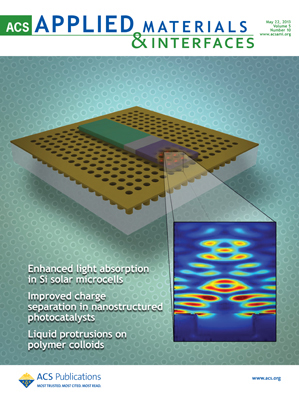 ACS APPLIED MATERIALS
& INTERFACES
May 22, 2013
Volume 5
Number 10
www.acsami.org
Enhanced light absorption
in Si solar microcells
Improved charge
separation in nanostructured
photocatalysts
Liquid protrusions on
polymer colloids
ACS Publications
MOST TRUSTED. MOST CITED. MOST READ.
www.acs.org